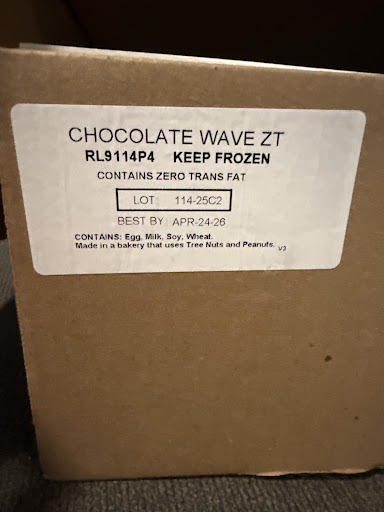 CHOCOLATE WAVE ZT
RL9114P4 KEEP FROZEN
CONTAINS ZERO TRANS FAT
LOT: 114-25C2
BEST BY: APR-24-26
CONTAINS: Egg, Milk, Soy, Wheat.
Made in a bakery that uses Tree Nuts and Peanuts. V3